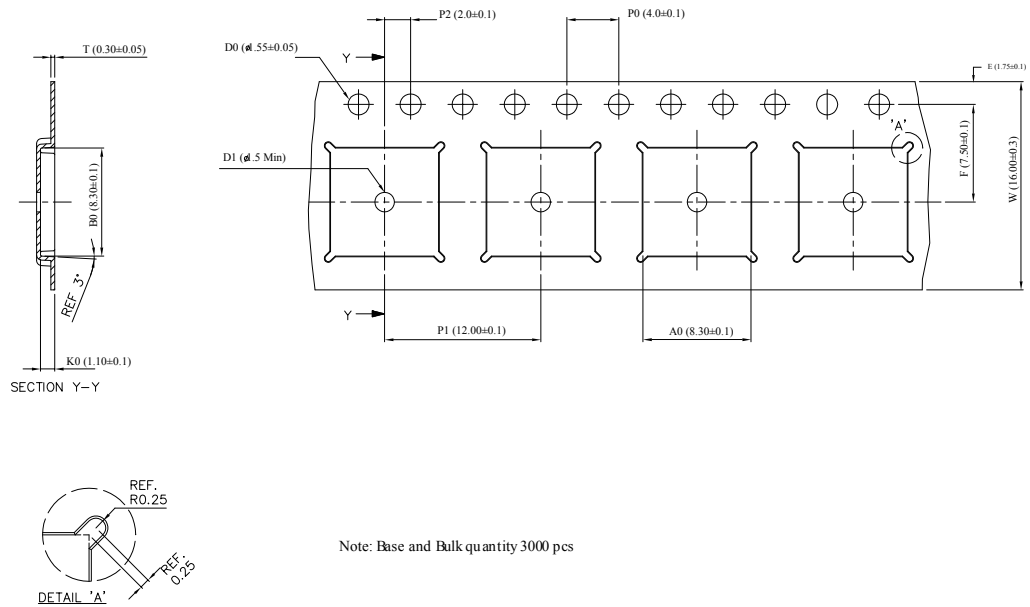 P2 (2.0±0.1)
P0 (4.0±0.1)
T (0.30±0.05)
D0 (ø1.55±0.05)
Y
E (1.75±0.1)
'A'
D1 (ø1.5 Min)
B0 (8.30±0.1)
F (7.50±0.1)
W (16.00±0.3)
REF 3°
Y
P1 (12.00±0.1)
A0 (8.30±0.1)
K0 (1.10±0.1)
SECTION Y-Y
REF.
R0.25
REF.
0.25
DETAIL 'A'
Note: Base and Bulk quantity 3000 pcs